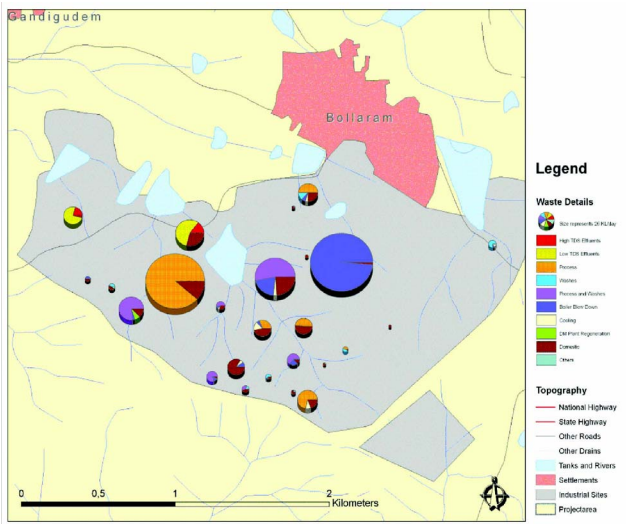 Gandigudem
Bollaram
Legend
Waste Details
Size represents 20 KL/day
High TDS Effluents
Low TDS Effluents
Process
Washes
Process and Washes
Boiler Blow Down
Cooling
DM Plant Regeneration
Domestic
Others
Topography
National Highway
State Highway
Other Roads
Other Drains
Tanks and Rivers
Settlements
Industrial Sites
Projectarea
0 0,5 1 2
Kilometers